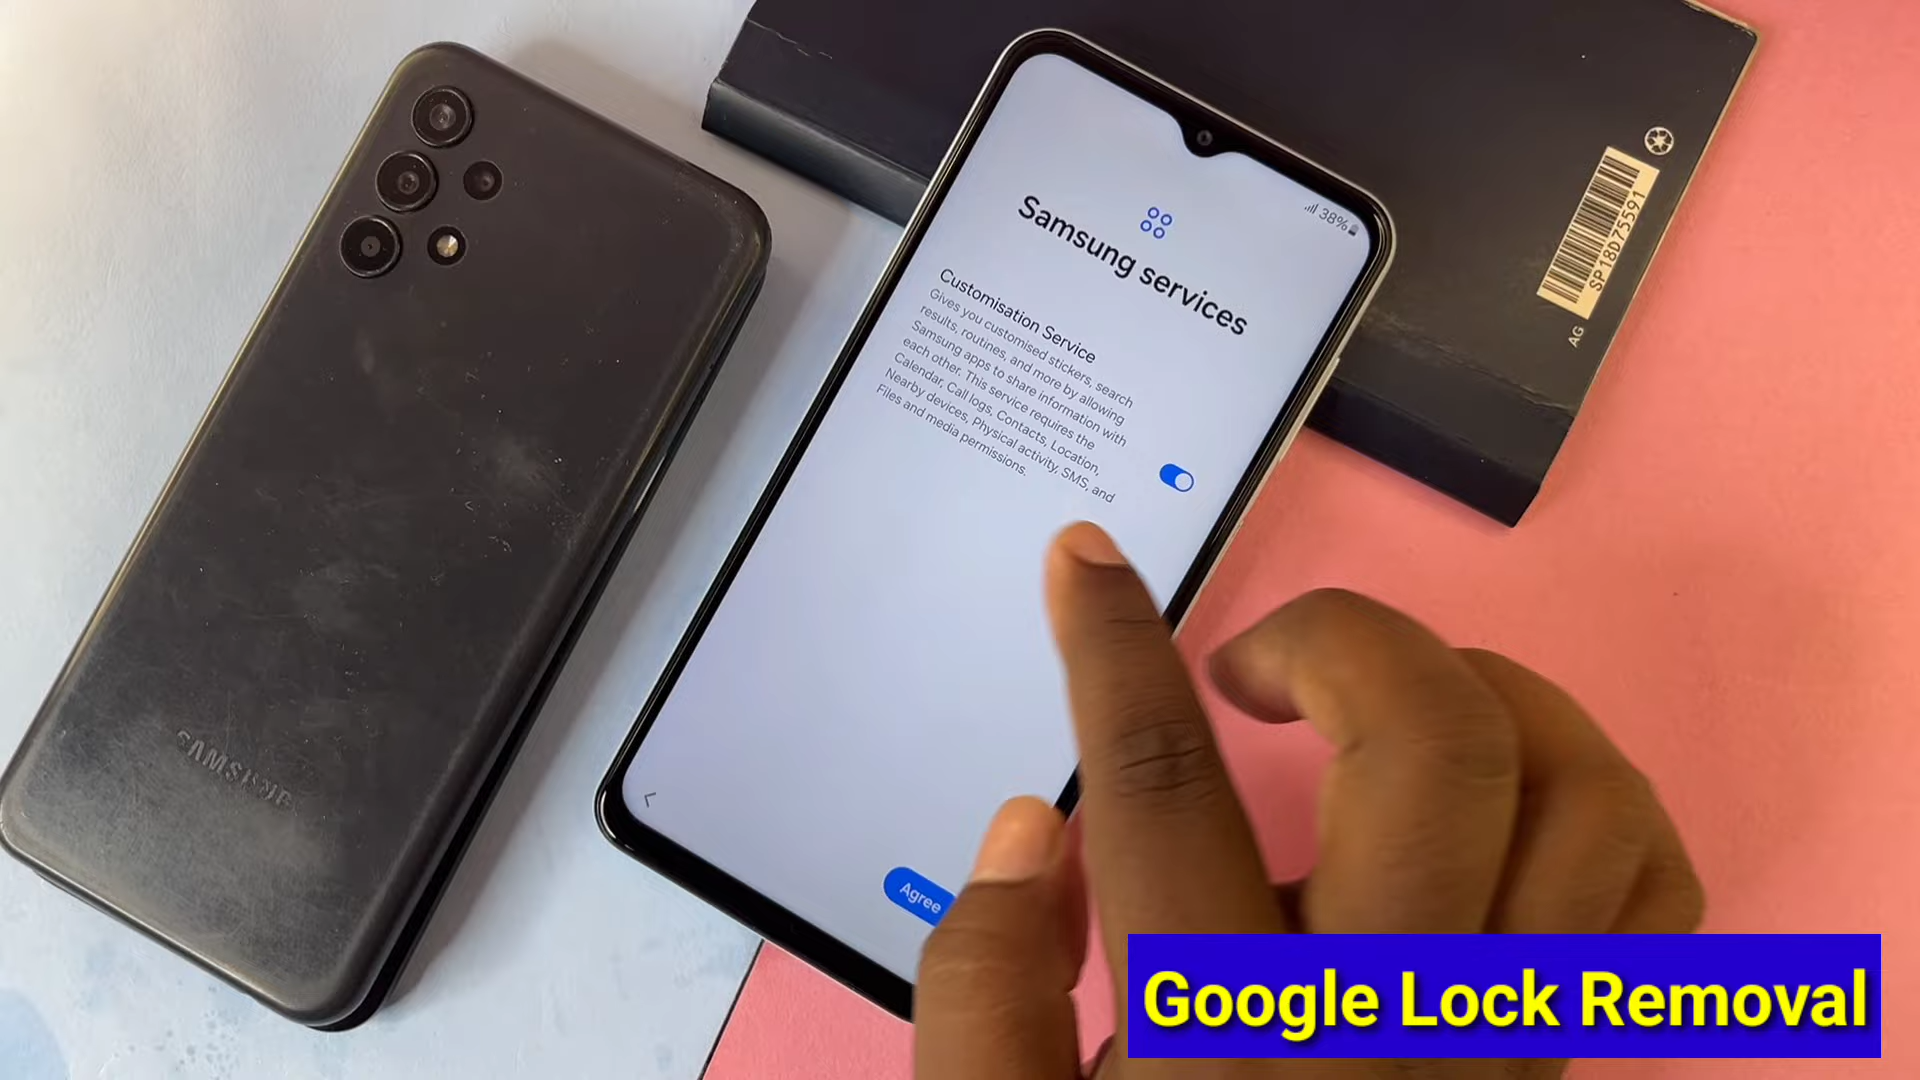 SAMSUNG
38%
Samsung services
Customisation Service
Gives you customised stickers, search
results, routines, and more by allowing
Samsung apps to share information with
each other. This service requires the
Calendar, Call logs, Contacts, Location,
Nearby devices, Physical activity, SMS, and
Files and media permissions.
Agree
SP18D75591
AG
Google Lock Removal